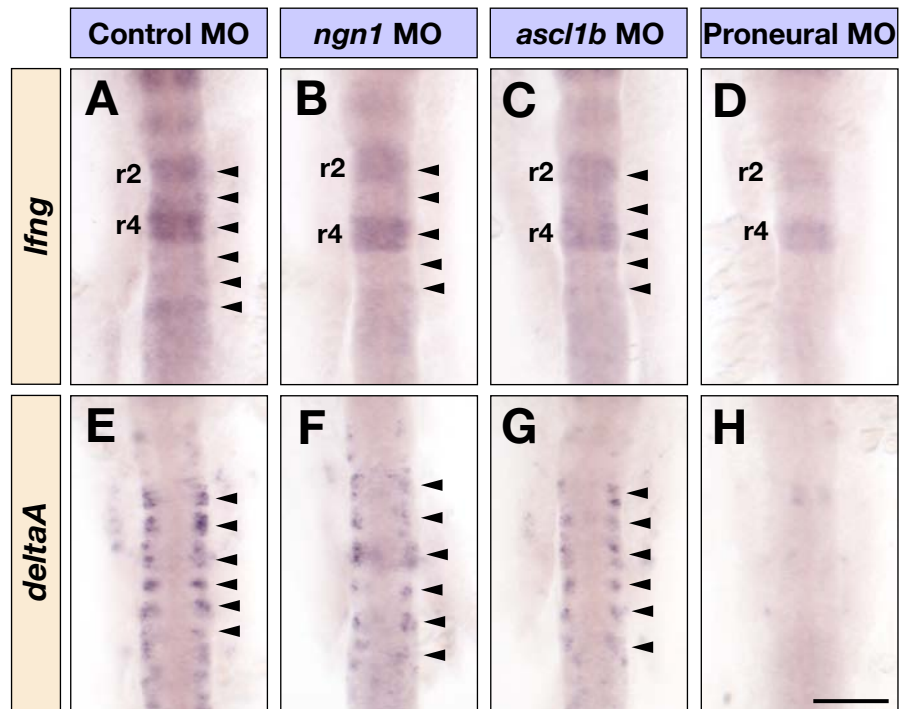 Control MO
ngn1 MO
ascl1b MO
Proneural MO
lfng
A
r2
r4
B
r2
r4
C
r2
r4
D
r2
r4
deltaA
E
F
G
H